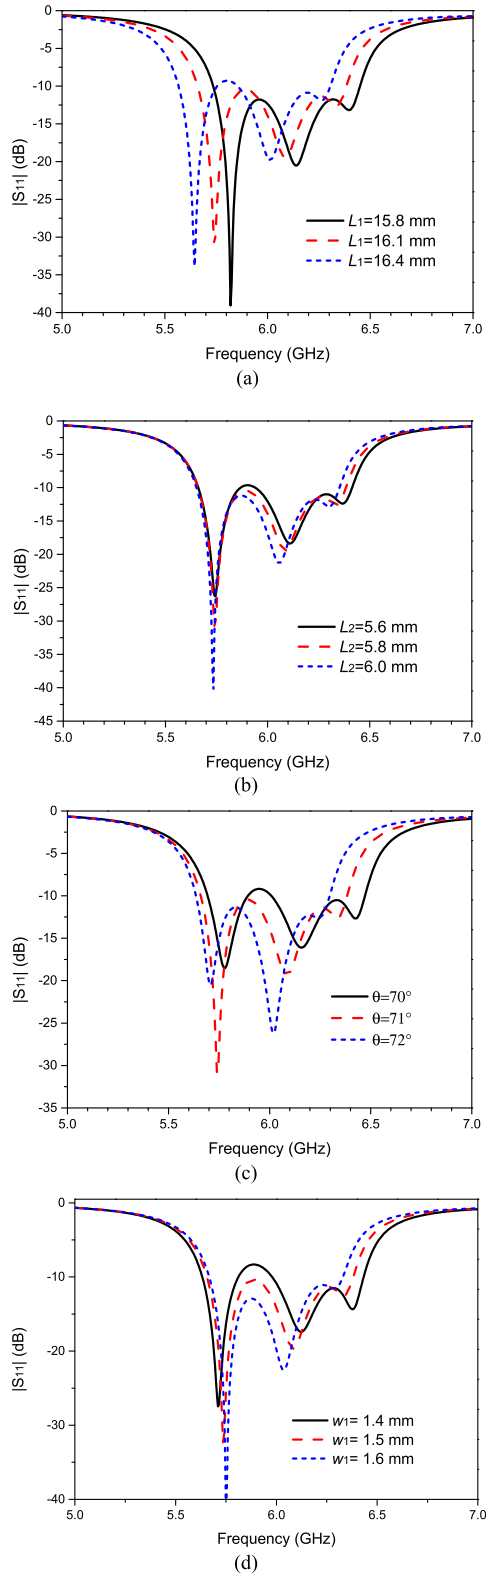 0
-5
-10
-15
-20
-25
-30
-35
-40
|S11| (dB)
L1=15.8 mm
L1=16.1 mm
L1=16.4 mm
5.0 5.5 6.0 6.5 7.0
Frequency (GHz)
(a)
0
-5
-10
-15
-20
-25
-30
-35
-40
-45
|S11| (dB)
L2=5.6 mm
L2=5.8 mm
L2=6.0 mm
5.0 5.5 6.0 6.5 7.0
Frequency (GHz)
(b)
0
-5
-10
-15
-20
-25
-30
-35
|S11| (dB)
θ=70°
θ=71°
θ=72°
5.0 5.5 6.0 6.5 7.0
Frequency (GHz)
(c)
0
-10
-20
-30
-40
|S11| (dB)
w1= 1.4 mm
w1= 1.5 mm
w1= 1.6 mm
5.0 5.5 6.0 6.5 7.0
Frequency (GHz)
(d)